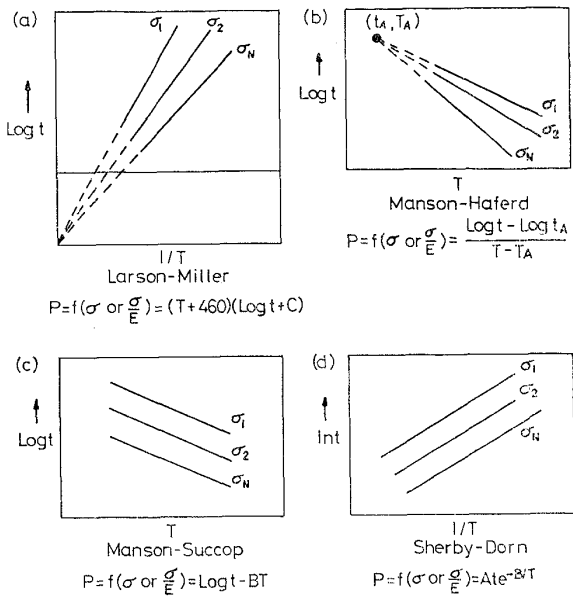 (a)
σ1
σ2
σN
Log t
1/T
Larson-Miller
P=f(σ or σ/E)=(T+460)(Log t+C)
(b)
(tA, TA)
Log t
σ1
σ2
σN
T
Manson-Haferd
P=f(σ or σ/E)= (Log t-Log tA)/(T-TA)
(c)
Log t
σ1
σ2
σN
T
Manson-Succop
P=f(σ or σ/E)=Log t-BT
(d)
lnt
σ1
σ2
σN
1/T
Sherby-Dorn
P=f(σ or σ/E)=Ate^-B/T